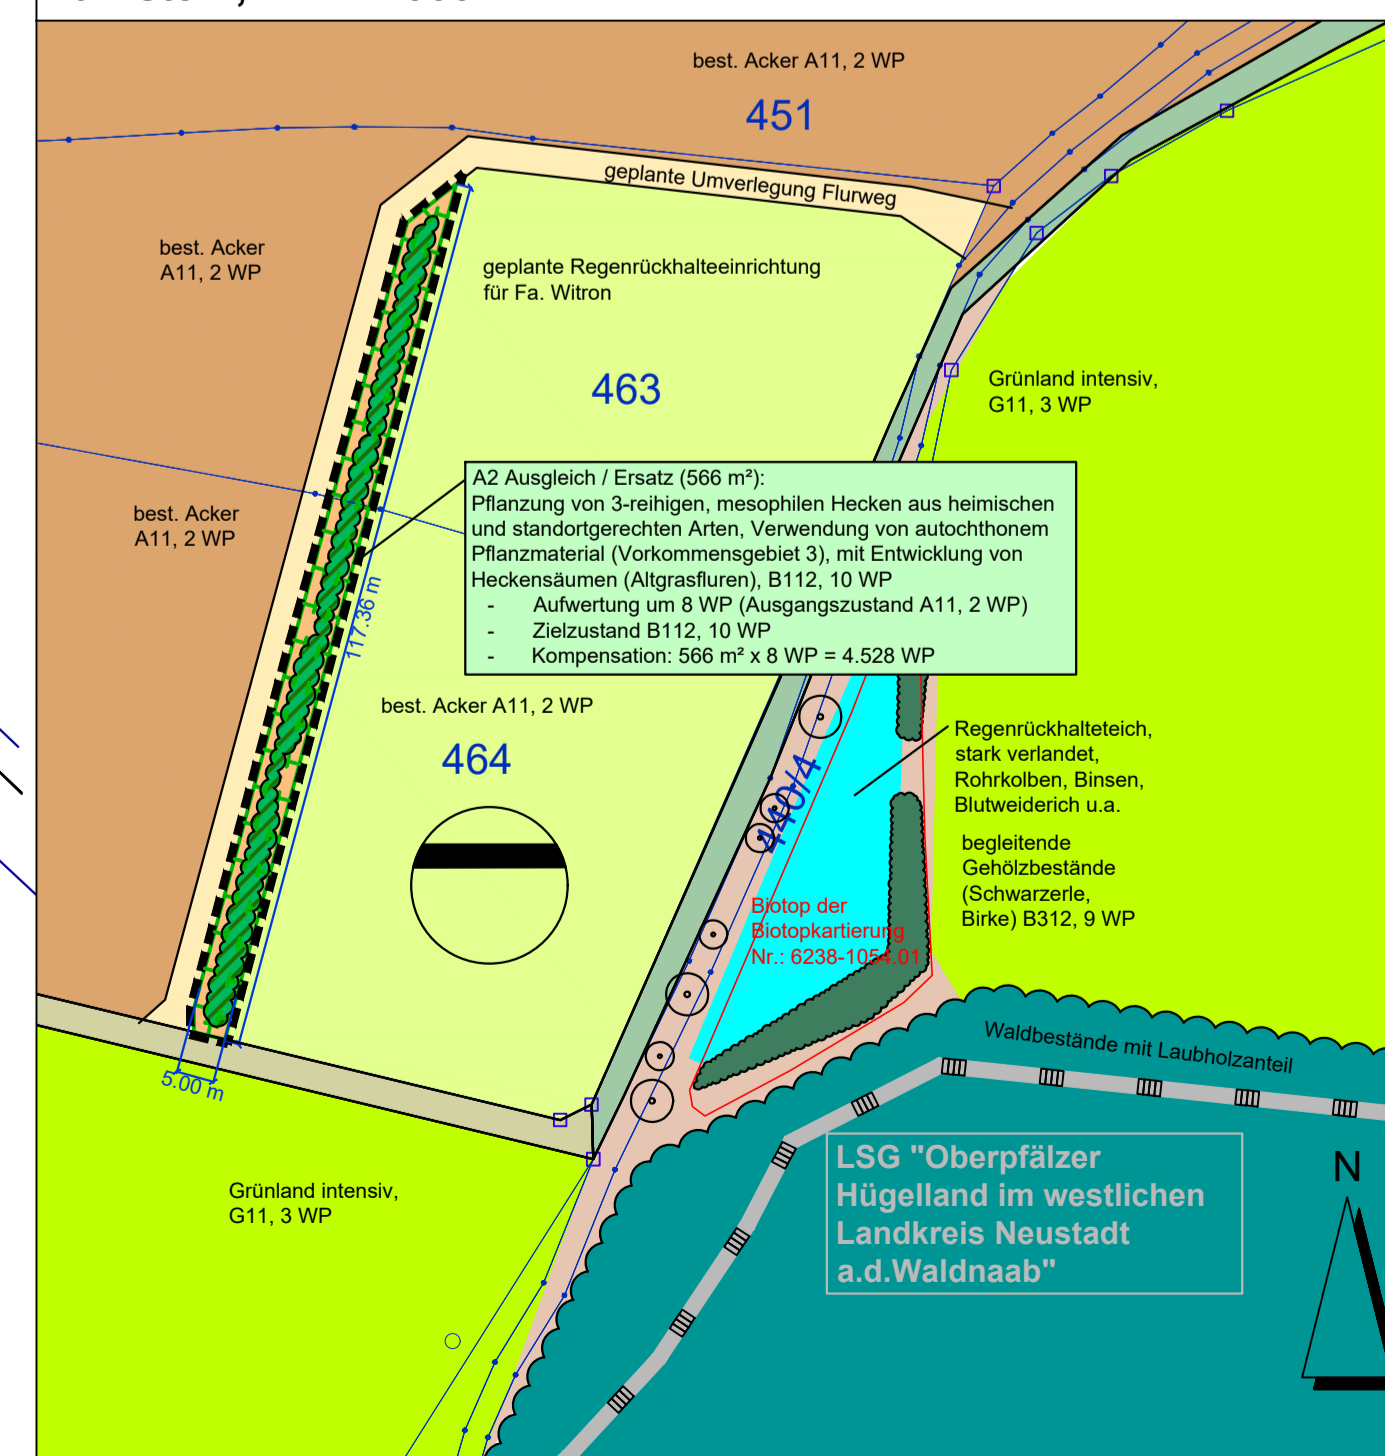 best. Acker A11, 2 WP
451
geplante Umverlegung Flurweg
best. Acker
A11, 2 WP
geplante Regenrückhalteeinrichtung
für Fa. Witron
463
Grünland intensiv,
G11, 3 WP
best. Acker
A11, 2 WP
A2 Ausgleich / Ersatz (566 m²):
Pflanzung von 3-reihigen, mesophilen Hecken aus heimischen
und standortgerechten Arten, Verwendung von autochthonem
Pflanzmaterial (Vorkommensgebiet 3), mit Entwicklung von
Heckensäumen (Altgrasfluren), B112, 10 WP
- Aufwertung um 8 WP (Ausgangszustand A11, 2 WP)
- Zielzustand B112, 10 WP
- Kompensation: 566 m² x 8 WP = 4.528 WP
117.36 m
best. Acker A11, 2 WP
464
440/4
Regenrückhalteteich,
stark verlandet,
Rohrkolben, Binsen,
Blutweiderich u.a.
begleitende
Gehölzbestände
(Schwarzerle,
Birke) B312, 9 WP
Biotop der
Biotopkartierung
Nr.: 6238-1054.01
Waldbestände mit Laubholzanteil
5.00 m
LSG "Oberpfälzer
Hügelland im westlichen
Landkreis Neustadt
a.d.Waldnaab"
N
Grünland intensiv,
G11, 3 WP